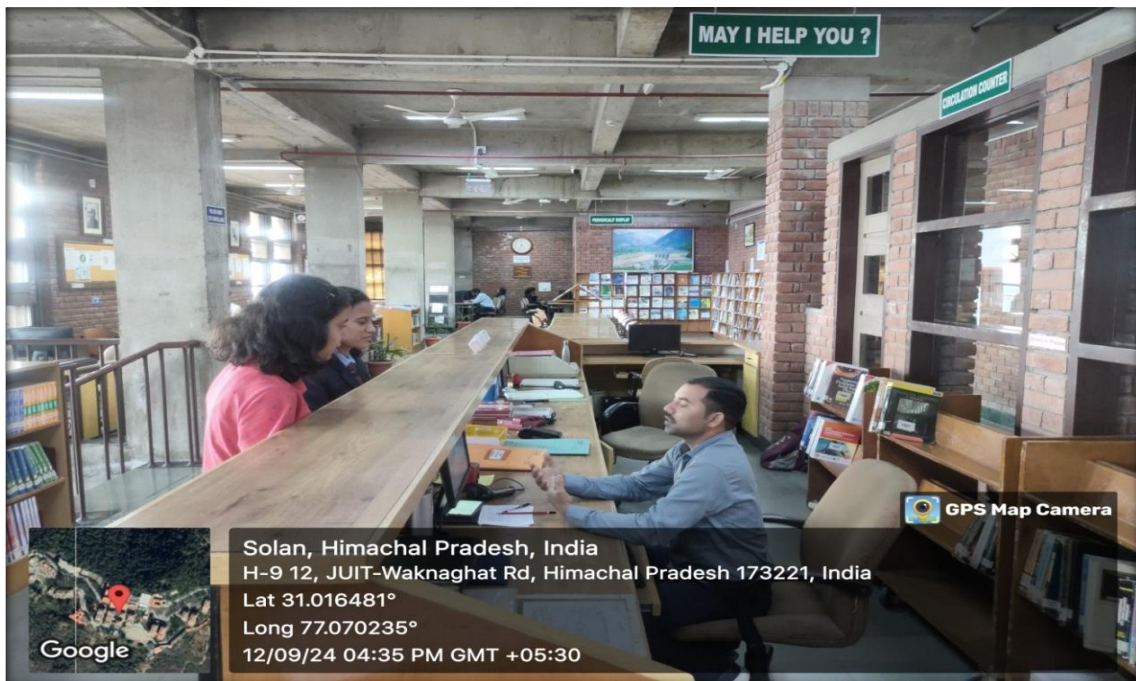 MAY I HELP YOU ?
CIRCULATION COUNTER
PERIODICALS DISPLAY
GPS Map Camera
Solan, Himachal Pradesh, India
H-9 12, JUIT-Waknaghat Rd, Himachal Pradesh 173221, India
Lat 31.016481°
Long 77.070235°
12/09/24 04:35 PM GMT +05:30
Google